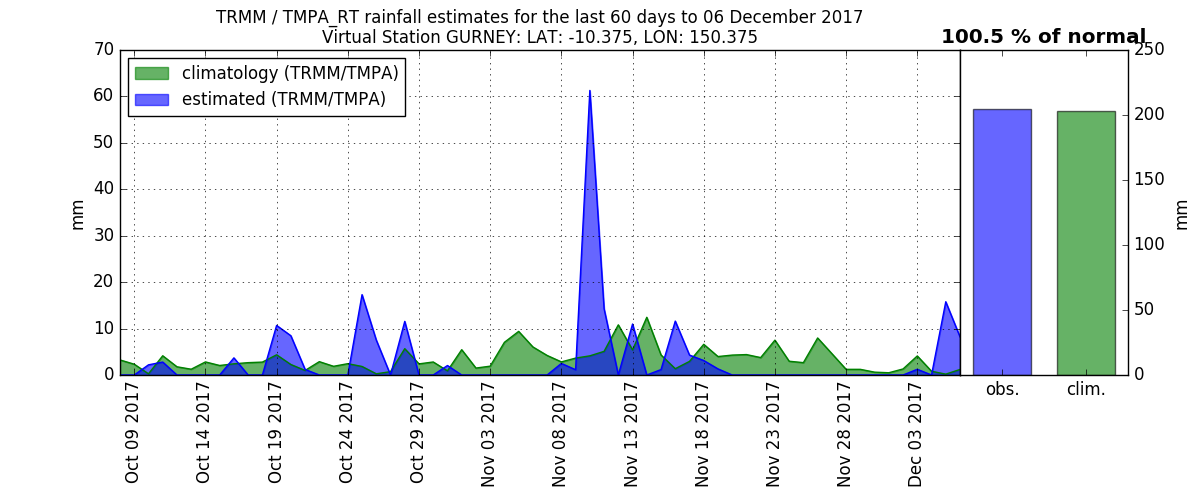 TRMM / TMPA_RT rainfall estimates for the last 60 days to 06 December 2017
Virtual Station GURNEY: LAT: -10.375, LON: 150.375
100.5 % of normal
climatology (TRMM/TMPA)
estimated (TRMM/TMPA)
70
60
50
40
30
20
10
0
mm
250
200
150
100
50
0
mm
obs. clim.
Oct 09 2017
Oct 14 2017
Oct 19 2017
Oct 24 2017
Oct 29 2017
Nov 03 2017
Nov 08 2017
Nov 13 2017
Nov 18 2017
Nov 23 2017
Nov 28 2017
Dec 03 2017